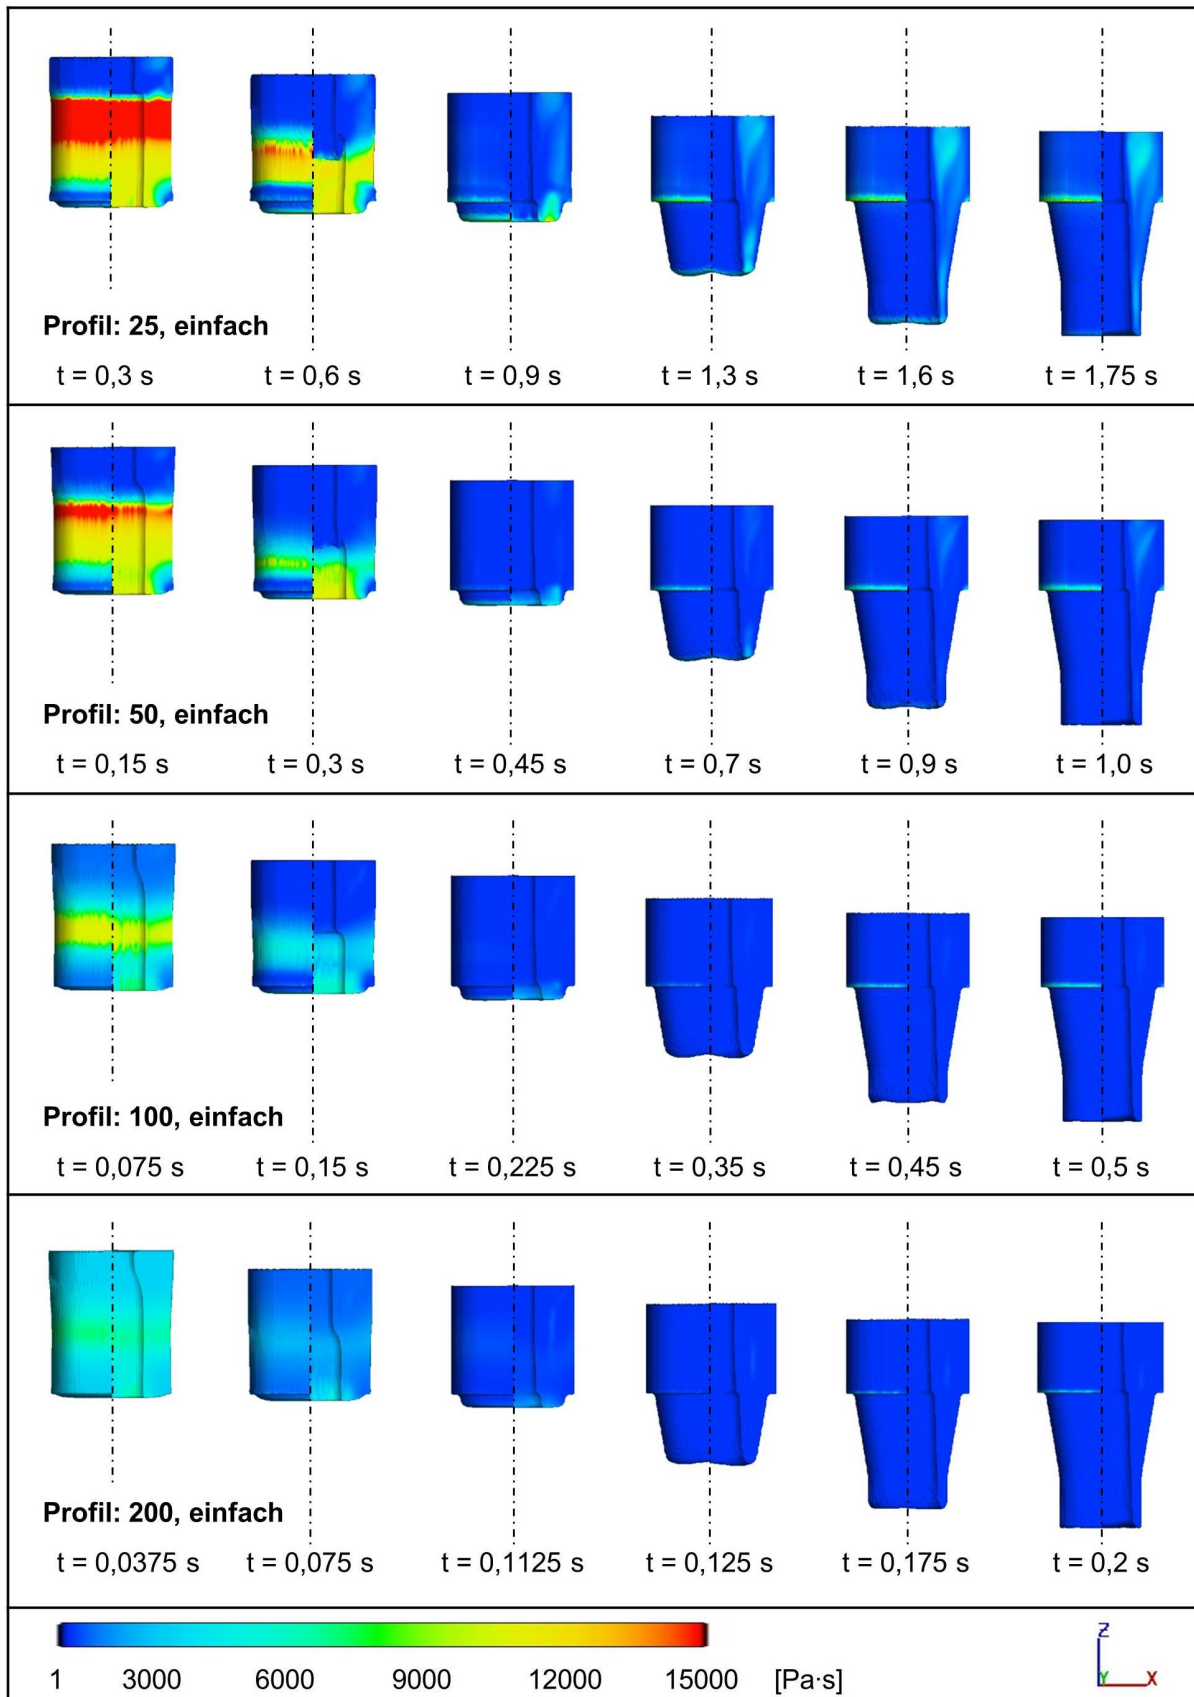 Profil: 25, einfach
t = 0,3 s t = 0,6 s t = 0,9 s t = 1,3 s t = 1,6 s t = 1,75 s
Profil: 50, einfach
t = 0,15 s t = 0,3 s t = 0,45 s t = 0,7 s t = 0,9 s t = 1,0 s
Profil: 100, einfach
t = 0,075 s t = 0,15 s t = 0,225 s t = 0,35 s t = 0,45 s t = 0,5 s
Profil: 200, einfach
t = 0,0375 s t = 0,075 s t = 0,1125 s t = 0,125 s t = 0,175 s t = 0,2 s
Z
Y X
1 3000 6000 9000 12000 15000 [Pa·s]